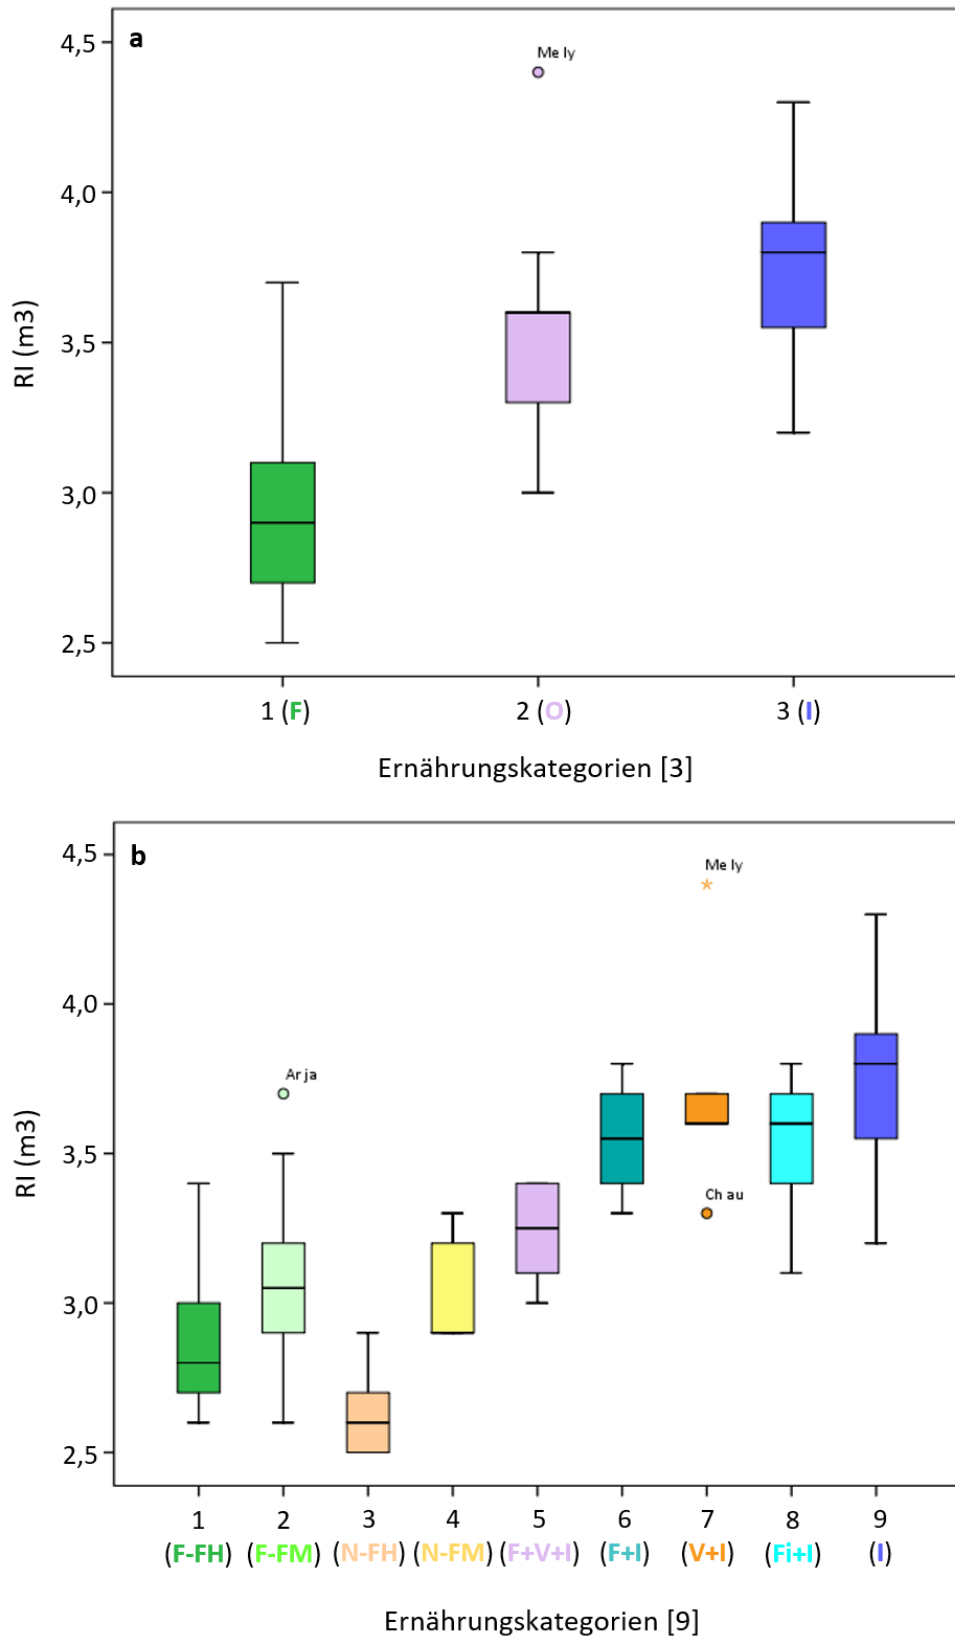 a
4,5
4,0
3,5
3,0
2,5
RI (m3)
Me ly
1 (F)
2 (O)
3 (I)
Ernährungskategorien [3]
b
4,5
4,0
3,5
3,0
2,5
RI (m3)
Me ly
Ar ja
Ch au
1 2 3 4 5 6 7 8 9
(F-FH) (F-FM) (N-FH) (N-FM) (F+V+I) (F+I) (V+I) (Fi+I) (I)
Ernährungskategorien [9]